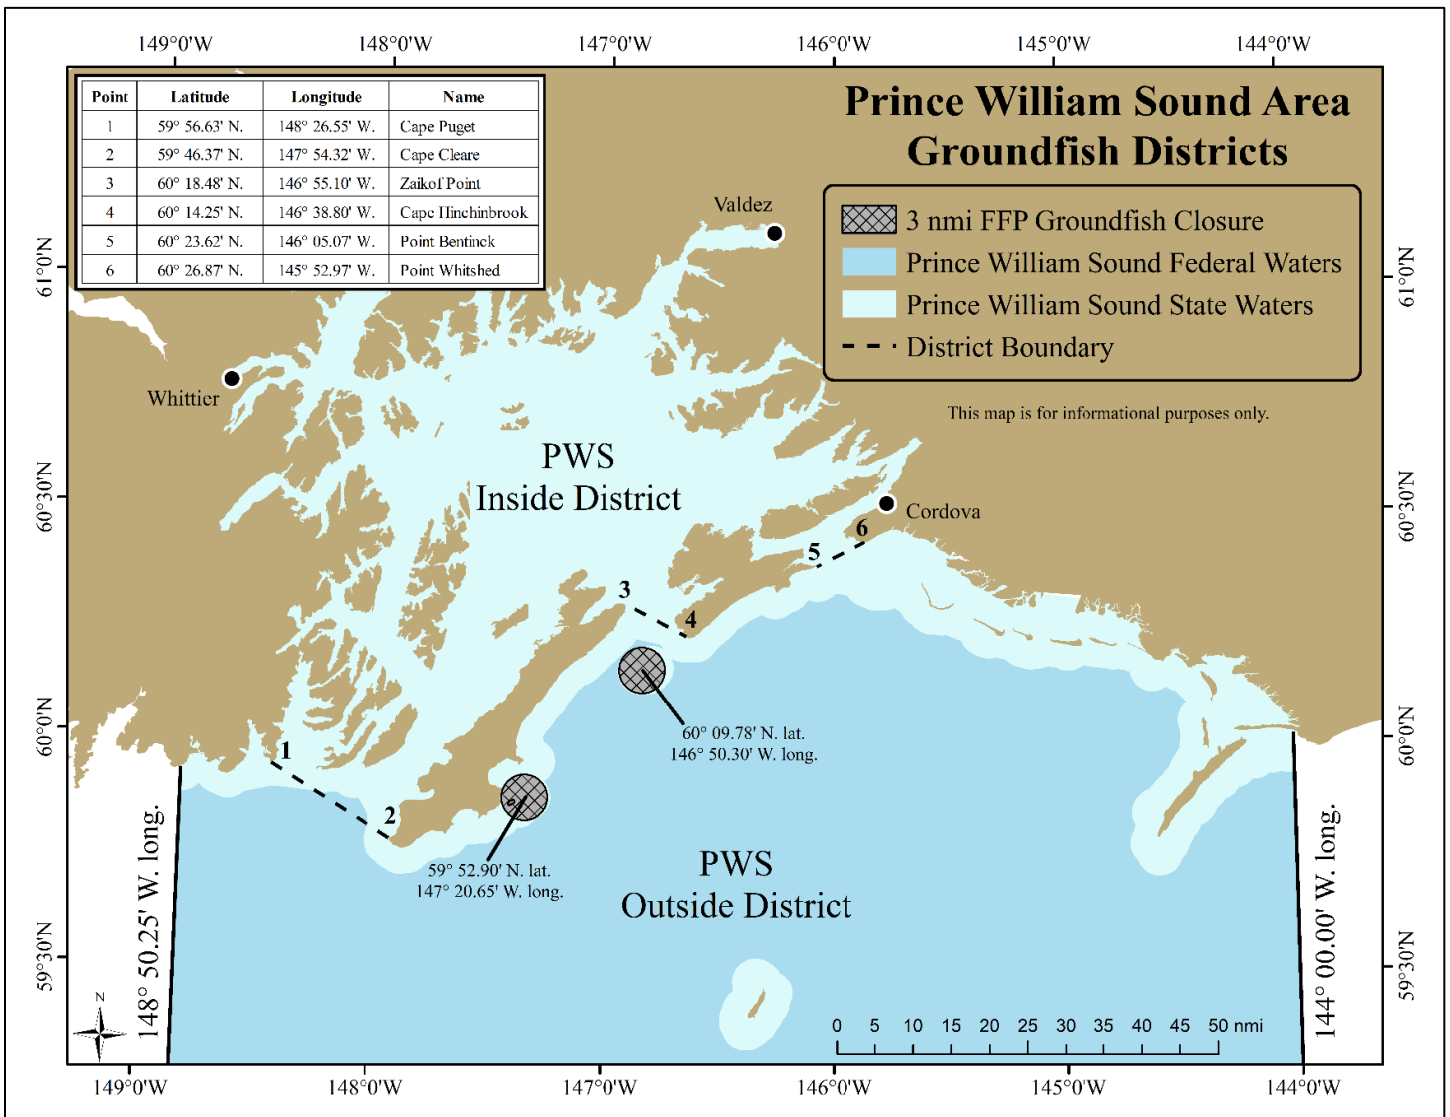 149°0'W 148°0'W 147°0'W 146°0'W 145°0'W 144°0'W
Prince William Sound Area
Groundfish Districts
Point Latitude Longitude Name
1 59° 56.63' N. 148° 26.55' W. Cape Puget
2 59° 46.37' N. 147° 54.32' W. Cape Cleare
3 60° 18.48' N. 146° 55.10' W. Zaikof Point
4 60° 14.25' N. 146° 38.80' W. Cape Hinchinbrook
5 60° 23.62' N. 146° 05.07' W. Point Bentinck
6 60° 26.87' N. 145° 52.97' W. Point Whitshed
3 nmi FFP Groundfish Closure
Prince William Sound Federal Waters
Prince William Sound State Waters
District Boundary
This map is for informational purposes only.
Valdez
61°0'N
61°0'N
Whittier
PWS
Inside District
60°30'N
60°30'N
Cordova
6
5
3
4
60° 09.78' N. lat.
146° 50.30' W. long.
60°0'N
60°0'N
1
2
59° 52.90' N. lat.
147° 20.65' W. long.
PWS
Outside District
148° 50.25' W. long.
144° 00.00' W. long.
59°30'N
59°30'N
N
0 5 10 15 20 25 30 35 40 45 50 nmi
149°0'W 148°0'W 147°0'W 146°0'W 145°0'W 144°0'W